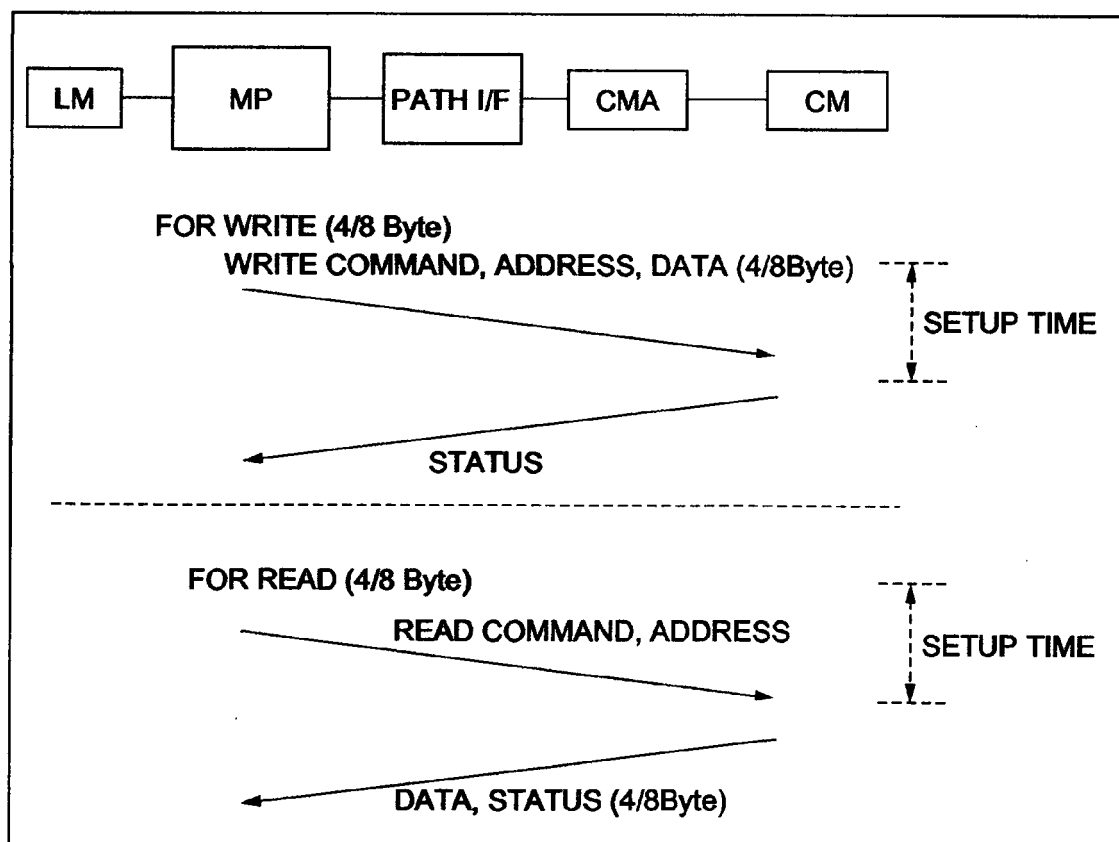 LM
MP
PATH I/F
CMA
CM
FOR WRITE (4/8 Byte)
WRITE COMMAND, ADDRESS, DATA (4/8Byte)
SETUP TIME
STATUS
FOR READ (4/8 Byte)
READ COMMAND, ADDRESS
SETUP TIME
DATA, STATUS (4/8Byte)